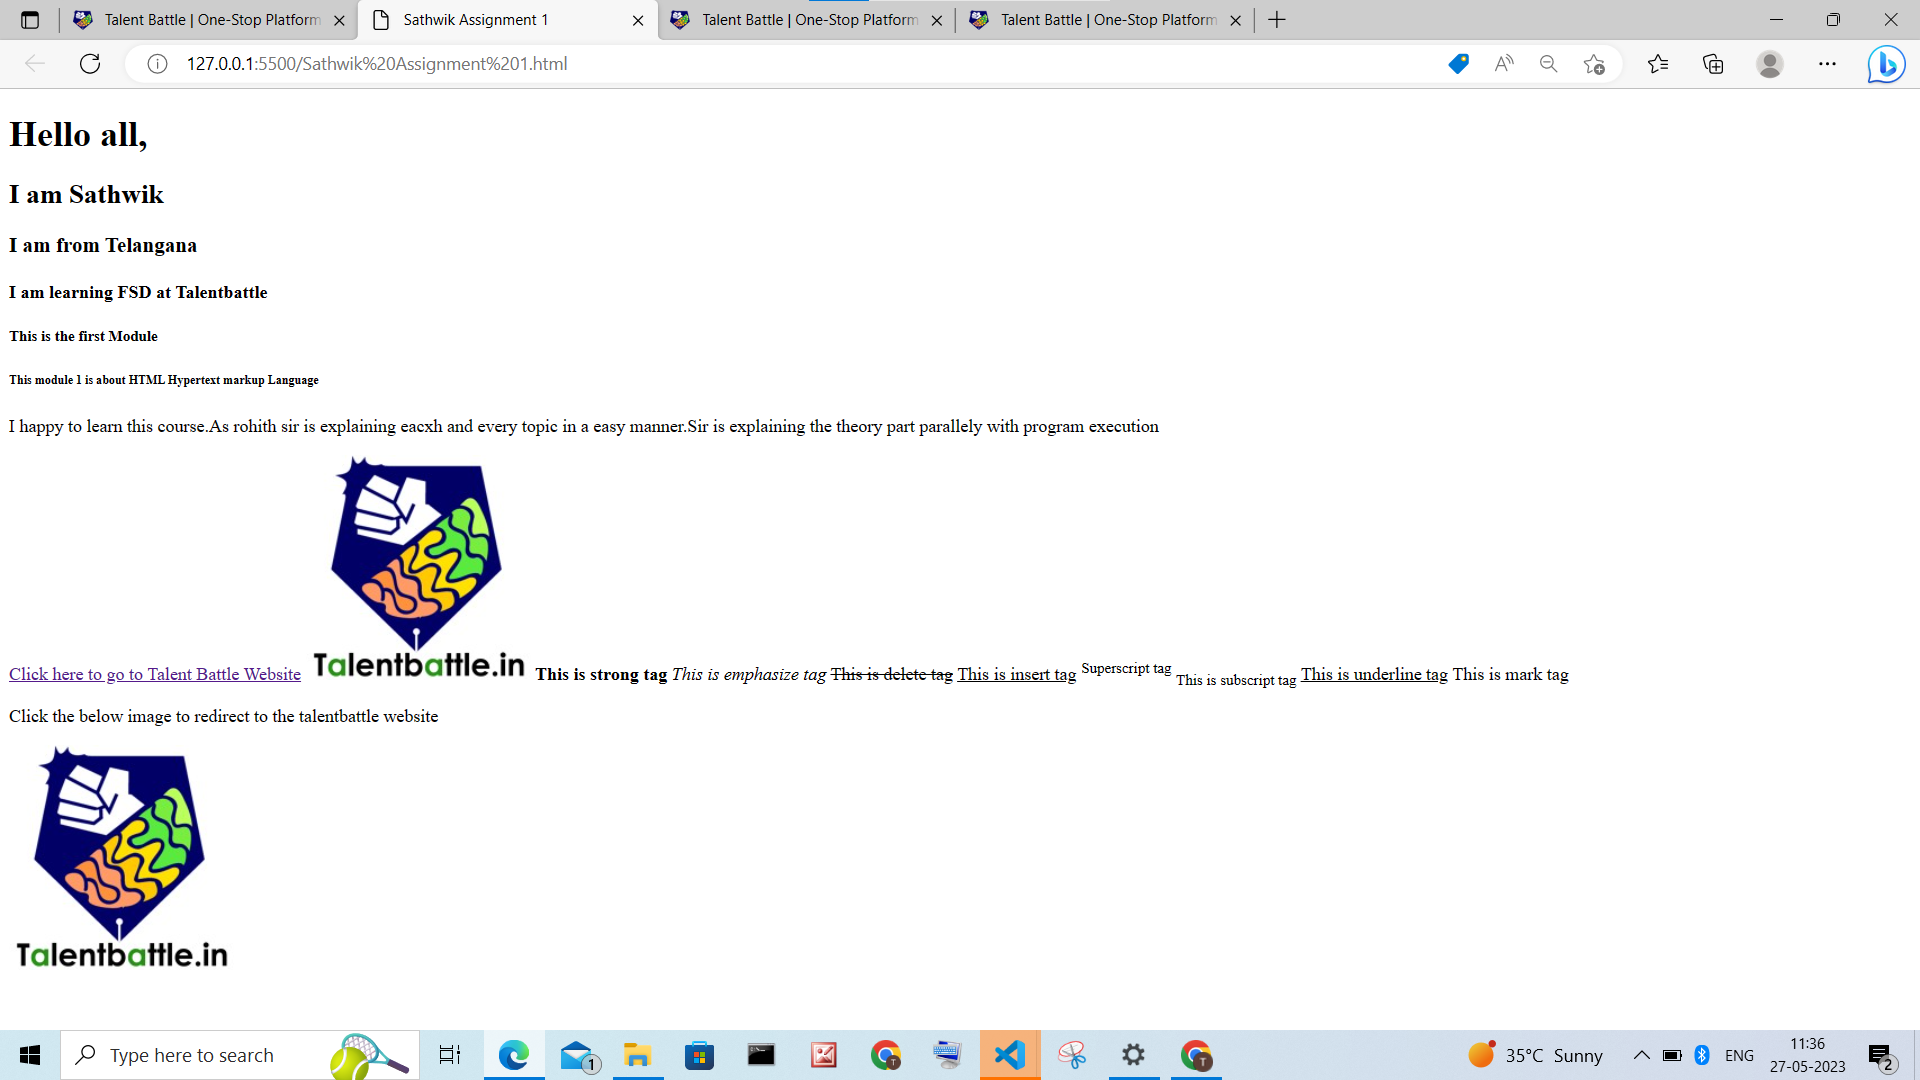 Talent Battle | One-Stop Platform
Sathwik Assignment 1
Talent Battle | One-Stop Platform
Talent Battle | One-Stop Platform
127.0.0.1:5500/Sathwik%20Assignment%201.html
Hello all,
I am Sathwik
I am from Telangana
I am learning FSD at Talentbattle
This is the first Module
This module 1 is about HTML Hypertext markup Language
I happy to learn this course.As rohith sir is explaining eacxh and every topic in a easy manner.Sir is explaining the theory part parallely with program execution
Click here to go to Talent Battle Website Talentbattle.in This is strong tag This is emphasize tag This is delete tag This is insert tag Superscript tag This is subscript tag This is underline tag This is mark tag
Click the below image to redirect to the talentbattle website
Talentbattle.in
Type here to search
1
T
T
35°C Sunny
ENG
11:36
27-05-2023
2